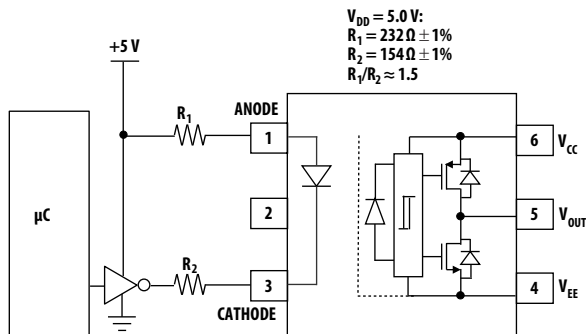 V_DD = 5.0 V:
R_1 = 232 Ω ± 1%
R_2 = 154 Ω ± 1%
R_1/R_2 ≈ 1.5
+5 V
R_1
ANODE
1
6
V_CC
µC
2
5
V_OUT
R_2
3
4
V_EE
CATHODE